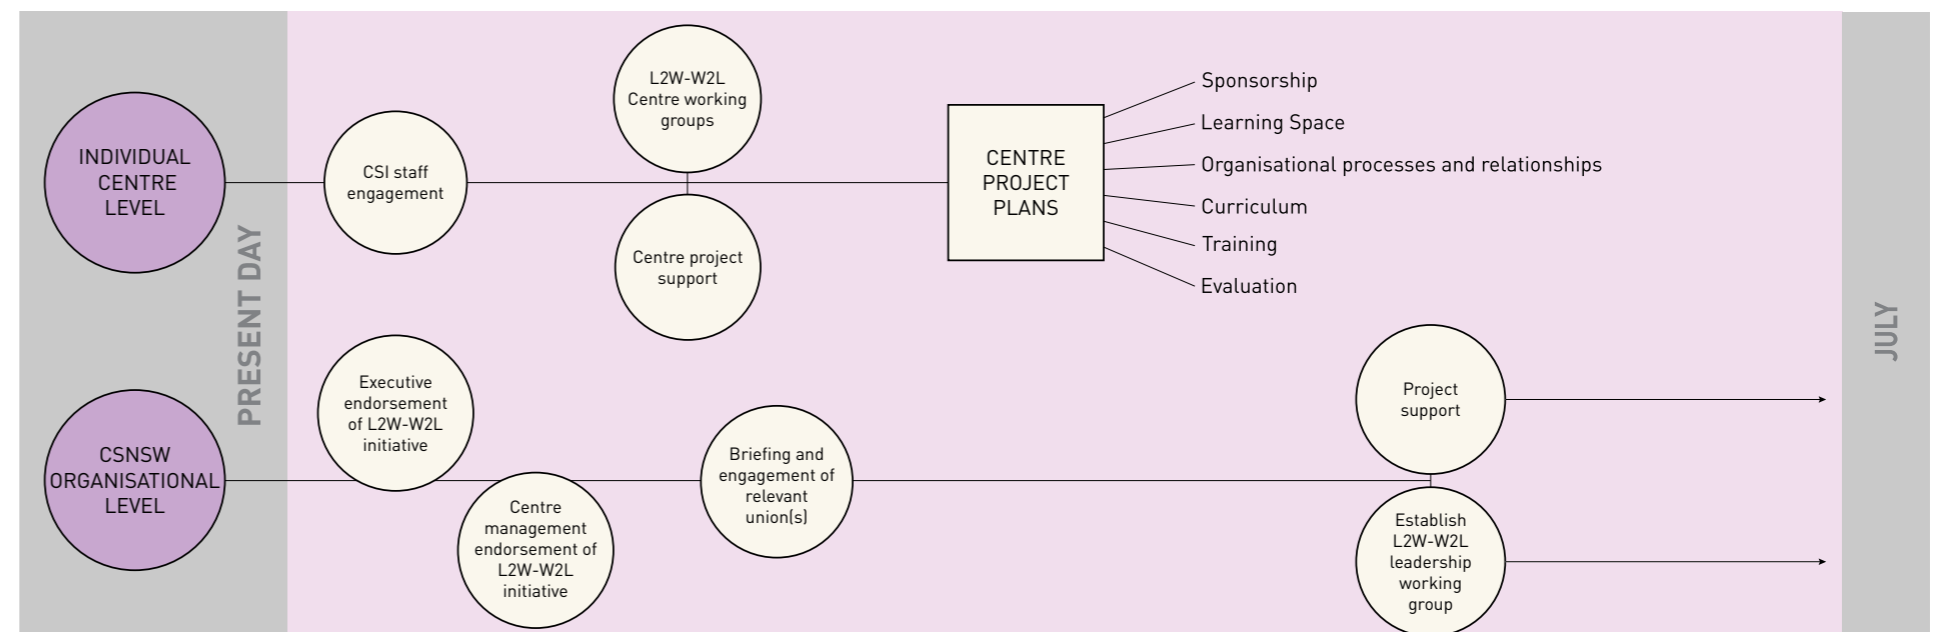 INDIVIDUAL
CENTRE
LEVEL
PRESENT DAY
CSI staff
engagement
L2W-W2L
Centre working
groups
Centre project
support
CENTRE
PROJECT
PLANS
Sponsorship
Learning Space
Organisational processes and relationships
Curriculum
Training
Evaluation
CSNSW
ORGANISATIONAL
LEVEL
Executive
endorsement
of L2W-W2L
initiative
Centre
management
endorsement of
L2W-W2L
initiative
Briefing and
engagement of
relevant
union(s)
Project
support
Establish
L2W-W2L
leadership
working
group
JULY